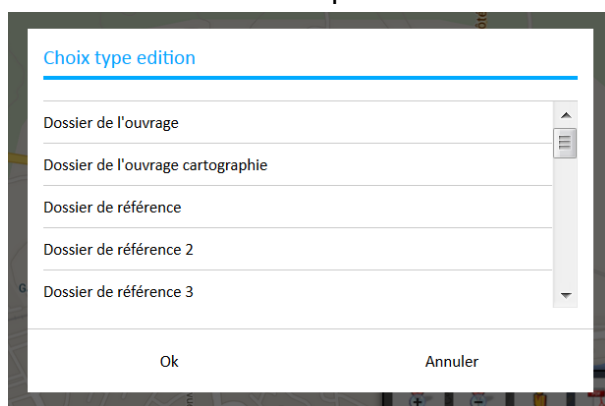 Choix type edition
Dossier de l'ouvrage
Dossier de l'ouvrage cartographie
Dossier de référence
Dossier de référence 2
Dossier de référence 3
Ok
Annuler